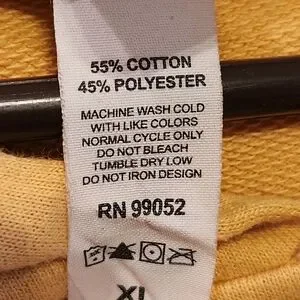 55% COTTON
45% POLYESTER
MACHINE WASH COLD
WITH LIKE COLORS
NORMAL CYCLE ONLY
DO NOT BLEACH
TUMBLE DRY LOW
DO NOT IRON DESIGN
RN 99052
XL